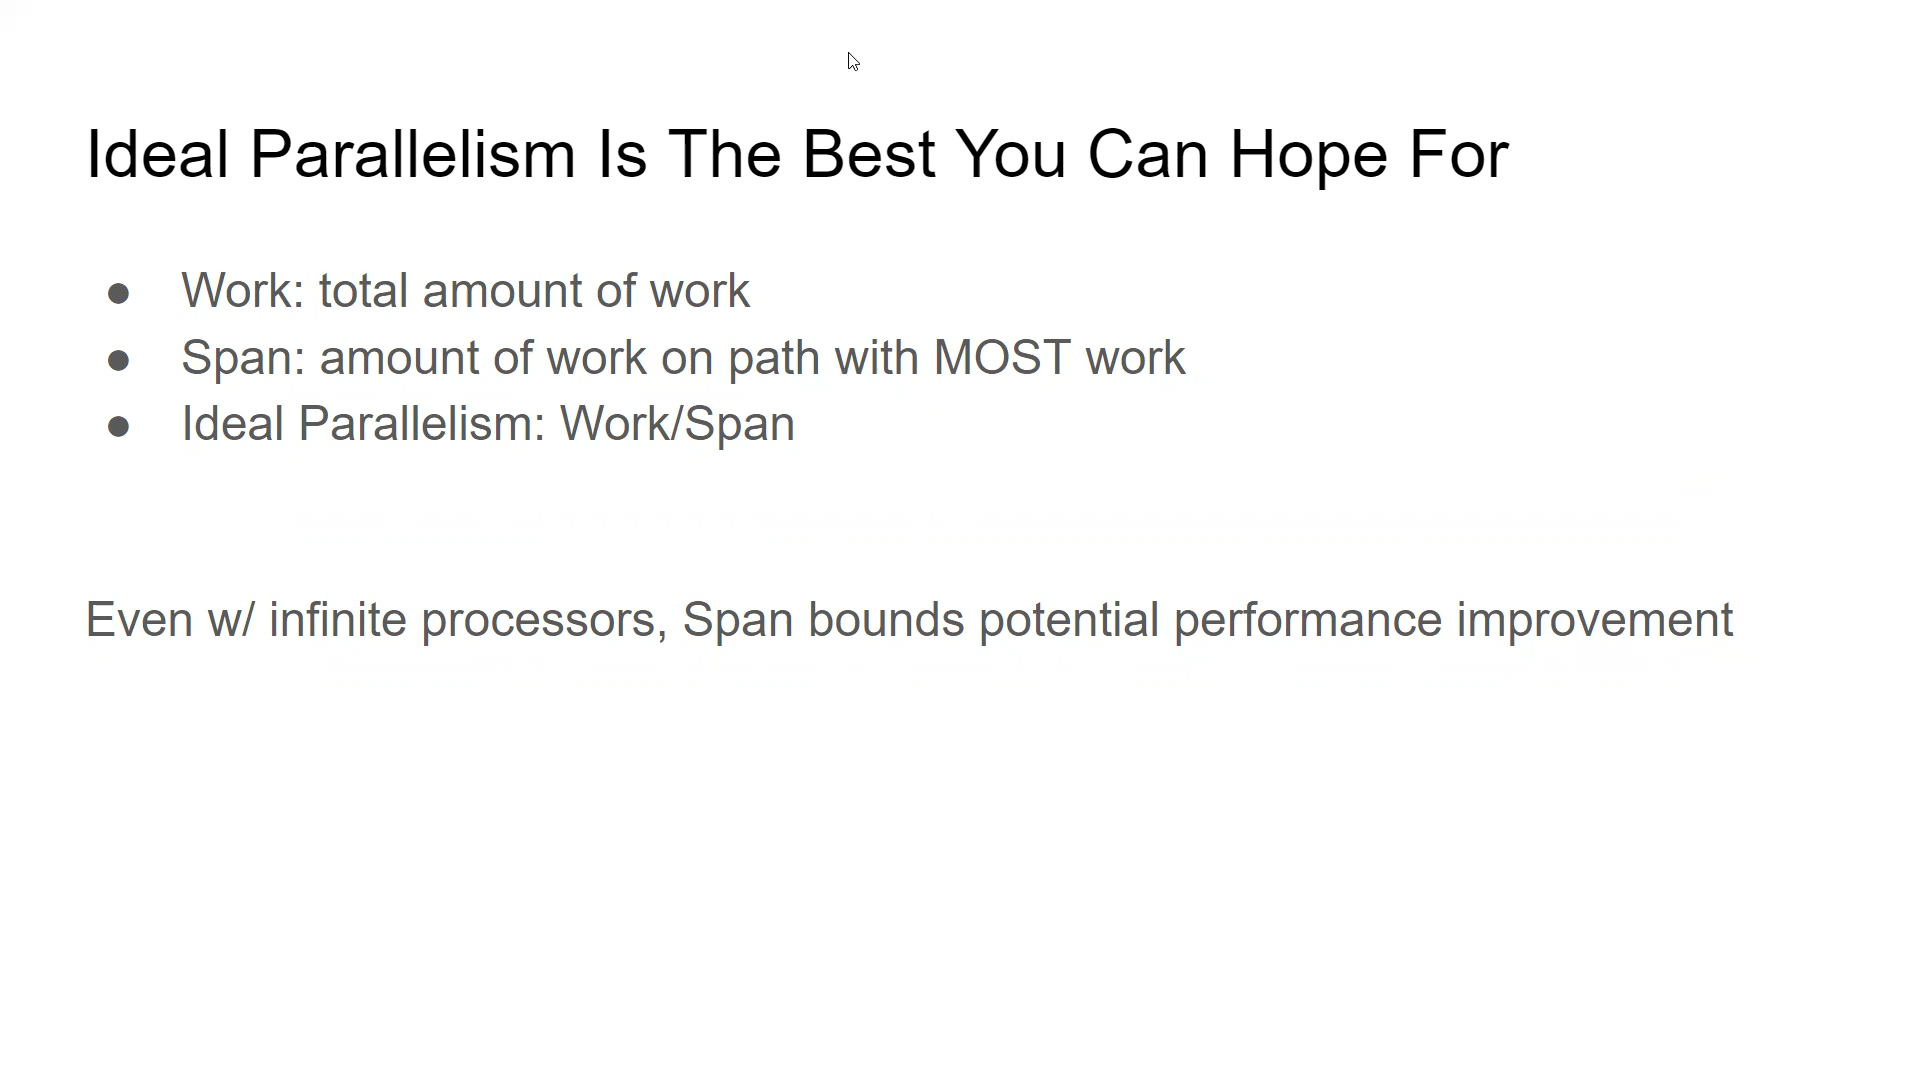 Ideal Parallelism Is The Best You Can Hope For
● Work: total amount of work
● Span: amount of work on path with MOST work
● Ideal Parallelism: Work/Span
Even w/ infinite processors, Span bounds potential performance improvement